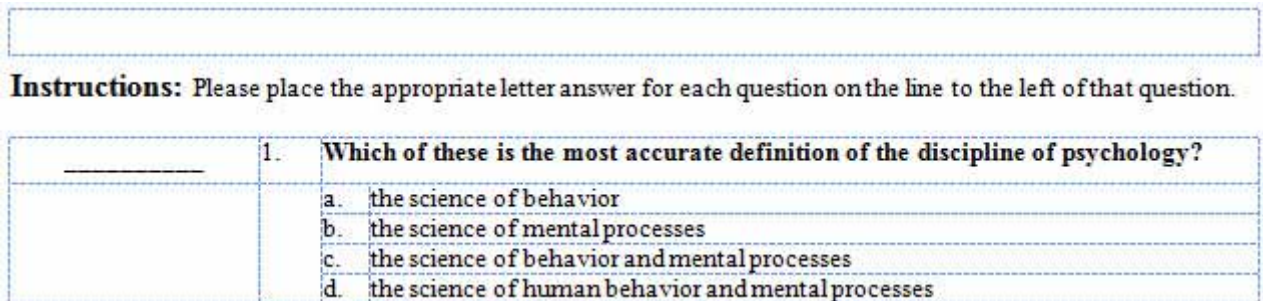 Instructions: Please place the appropriate letter answer for each question on the line to the left of that question.
__________ 1. Which of these is the most accurate definition of the discipline of psychology?
a. the science of behavior
b. the science of mental processes
c. the science of behavior and mental processes
d. the science of human behavior and mental processes